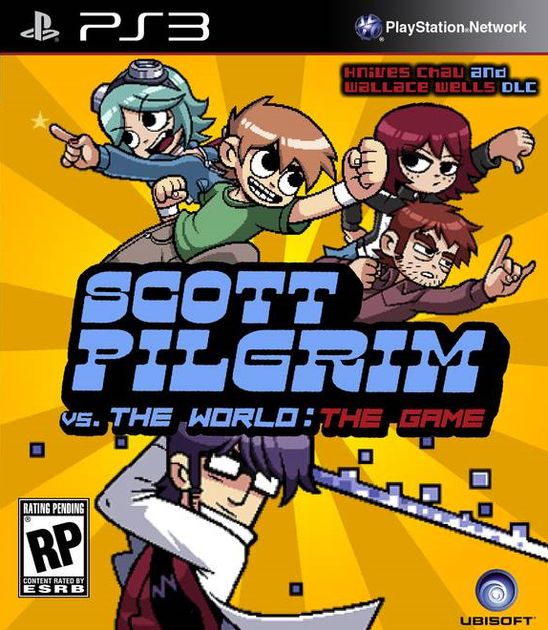 PS3
PlayStation®Network
Knives Chau and
Wallace Wells DLC
SCOTT
PILGRIM
vs. THE WORLD: THE GAME
RATING PENDING
RP
®
CONTENT RATED BY
ESRB
UBISOFT